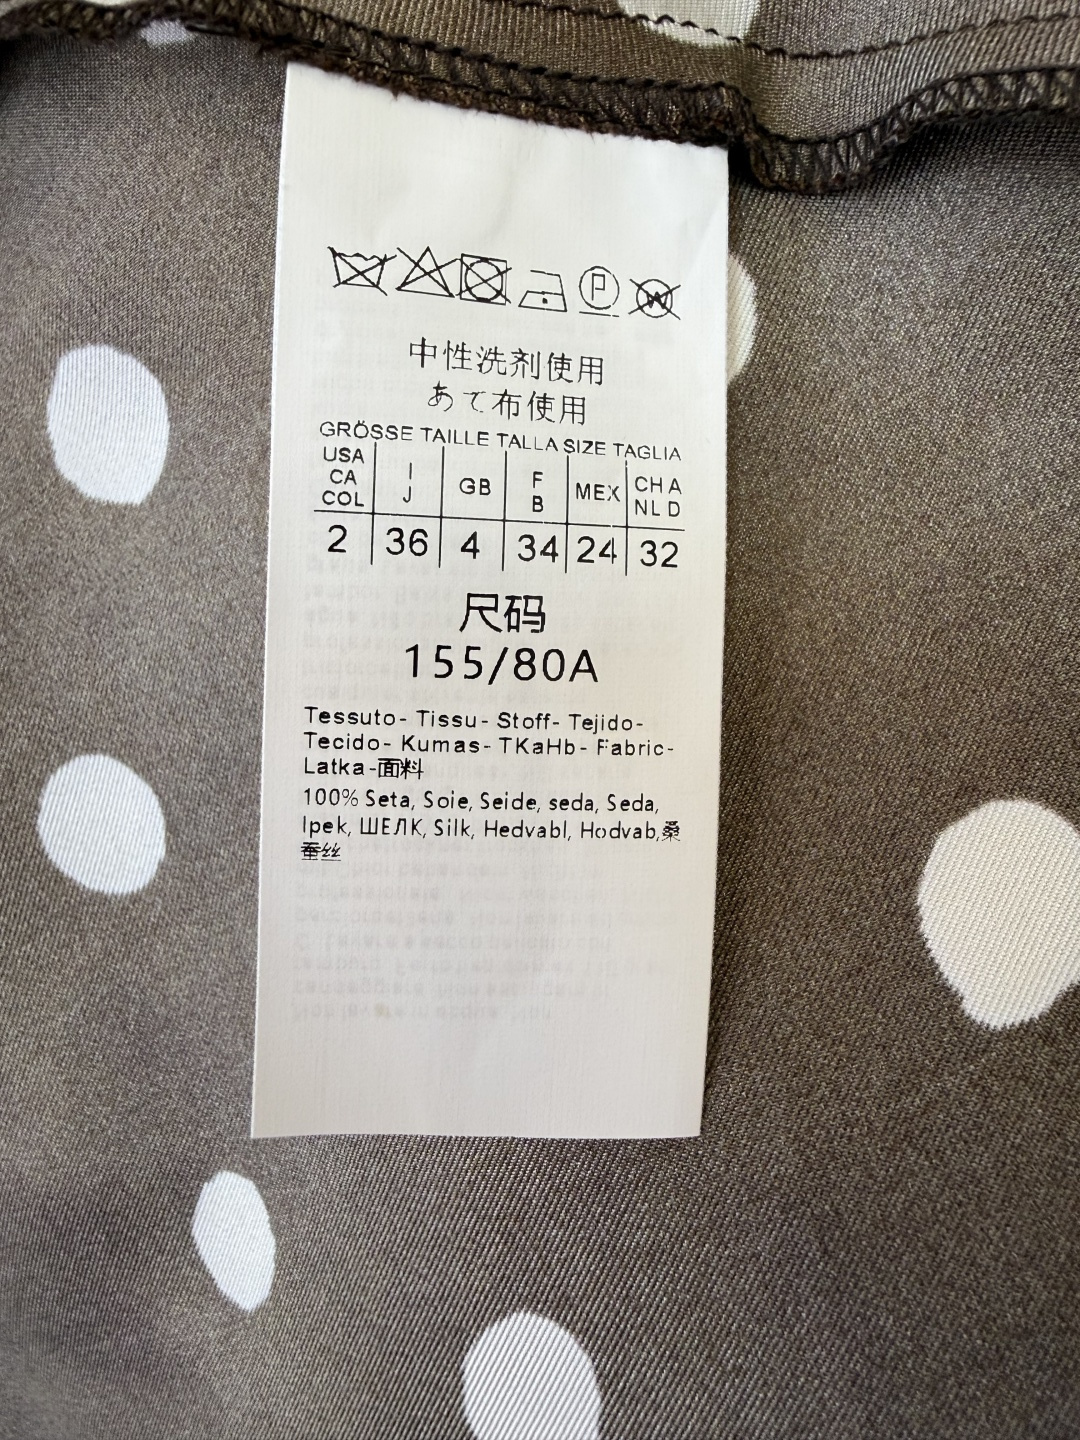 P
W
中性洗剂使用
あて布使用
GRÖSSE TAILLE TALLA SIZE TAGLIA
USA CA COL | I J | GB | F B | MEX | CH A NL D
2 | 36 | 4 | 34 | 24 | 32
尺码
155/80A
Tessuto- Tissu- Stoff- Tejido-
Tecido- Kumas- TKaHb- Fabric-
Latka-面料
100% Seta, Soie, Seide, seda, Seda,
Ipek, ШЕЛК, Silk, Hedvabl, Hodvab,桑
蚕丝